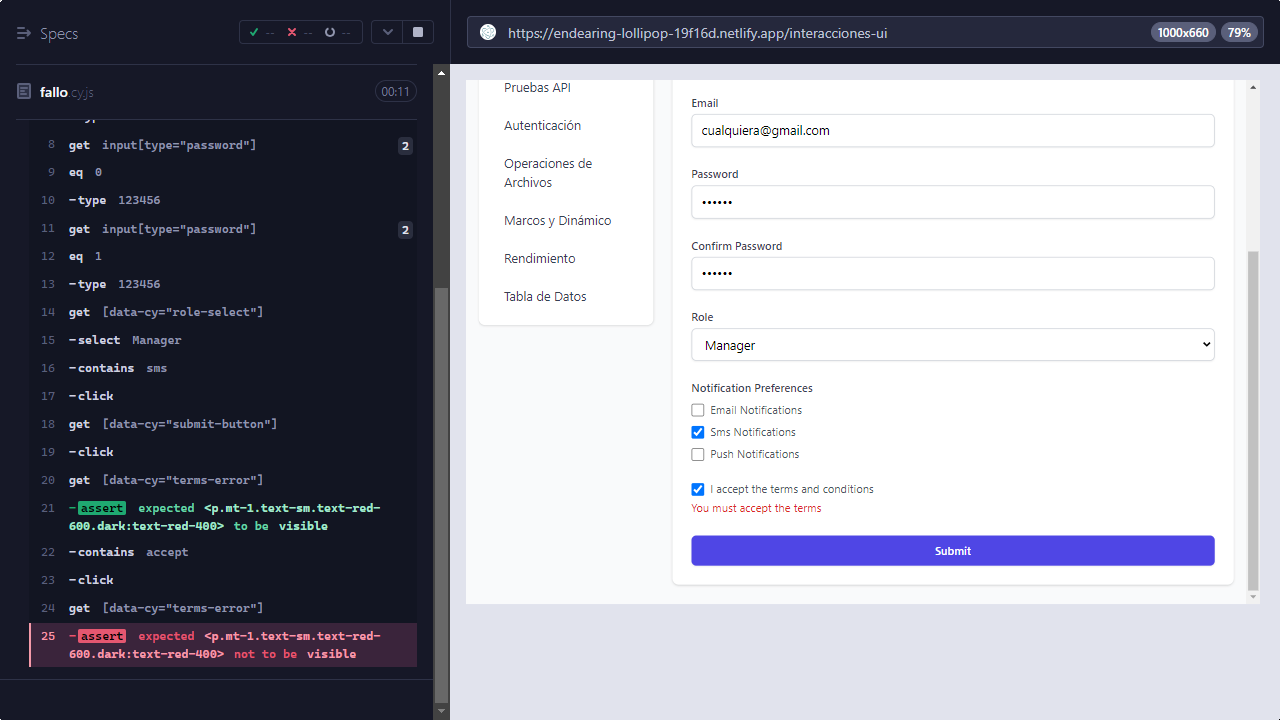 Specs
-- -- --
https://endearing-lollipop-19f16d.netlify.app/interacciones-ui
1000x660
79%
fallo cy.js
00:11
8 get input[type="password"] 2
9 eq 0
10 -type 123456
11 get input[type="password"] 2
12 eq 1
13 -type 123456
14 get [data-cy="role-select"]
15 -select Manager
16 -contains sms
17 -click
18 get [data-cy="submit-button"]
19 -click
20 get [data-cy="terms-error"]
21 -assert expected <p.mt-1.text-sm.text-red-
600.dark:text-red-400> to be visible
22 -contains accept
23 -click
24 get [data-cy="terms-error"]
25 -assert expected <p.mt-1.text-sm.text-red-
600.dark:text-red-400> not to be visible
Pruebas API
Autenticación
Operaciones de
Archivos
Marcos y Dinámico
Rendimiento
Tabla de Datos
Email
cualquiera@gmail.com
Password
••••••
Confirm Password
••••••
Role
Manager
Notification Preferences
Email Notifications
Sms Notifications
Push Notifications
I accept the terms and conditions
You must accept the terms
Submit